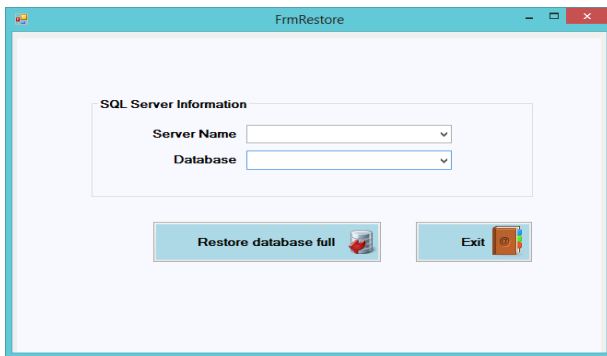 FrmRestore
SQL Server Information
Server Name
Database
Restore database full
Exit